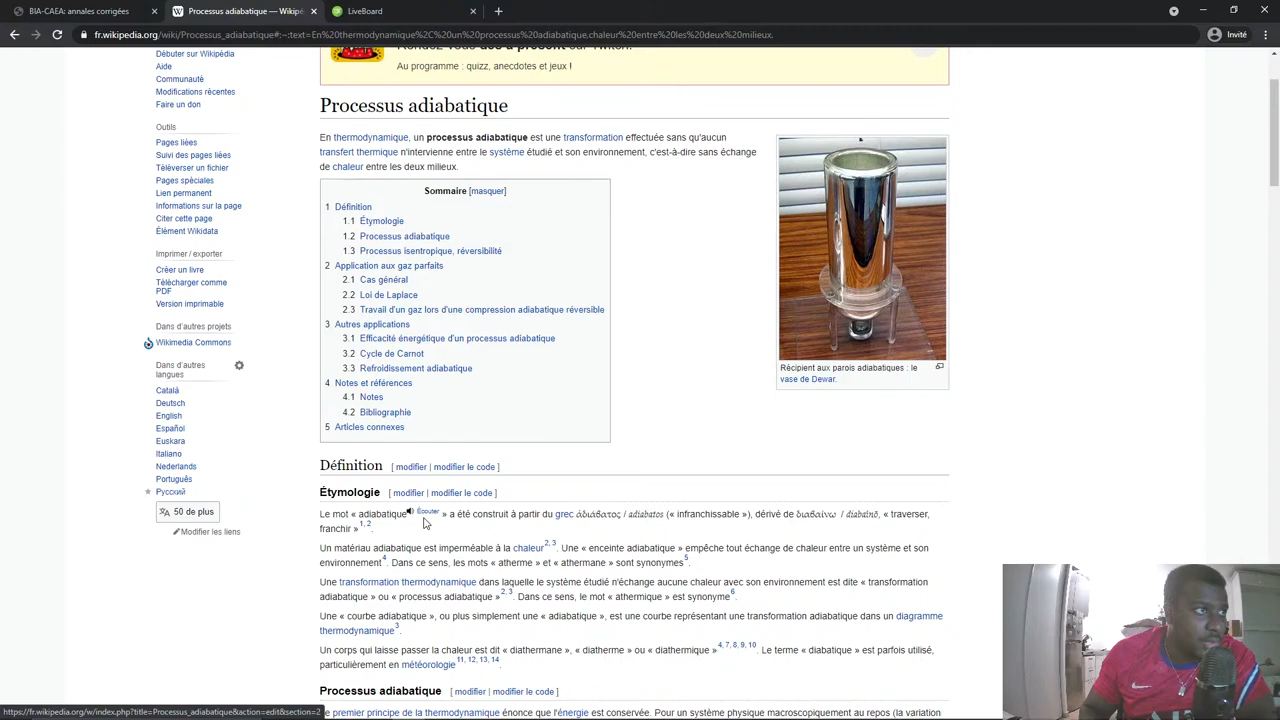 BIA-CAEA: annales corrigées
Processus adiabatique — Wikipé
LiveBoard
fr.wikipedia.org/wiki/Processus_adiabatique#:~:text=En thermodynamique%2C un processus adiabatique,chaleur entre les deux milieux.
Invité
Débuter sur Wikipédia
Aide
Communauté
Modifications récentes
Faire un don
Outils
Pages liées
Suivi des pages liées
Téléverser un fichier
Pages spéciales
Lien permanent
Informations sur la page
Citer cette page
Élément Wikidata
Imprimer / exporter
Créer un livre
Télécharger comme
PDF
Version imprimable
Dans d'autres projets
Wikimedia Commons
Dans d'autres
langues
Català
Deutsch
English
Español
Euskara
Italiano
Nederlands
Português
Русский
50 de plus
Modifier les liens
Au programme : quizz, anecdotes et jeux !
Processus adiabatique
En thermodynamique, un processus adiabatique est une transformation effectuée sans qu'aucun
transfert thermique n'intervienne entre le système étudié et son environnement, c'est-à-dire sans échange
de chaleur entre les deux milieux.
Récipient aux parois adiabatiques : le
vase de Dewar.
Sommaire [masquer]
1 Définition
1.1 Étymologie
1.2 Processus adiabatique
1.3 Processus isentropique, réversibilité
2 Application aux gaz parfaits
2.1 Cas général
2.2 Loi de Laplace
2.3 Travail d'un gaz lors d'une compression adiabatique réversible
3 Autres applications
3.1 Efficacité énergétique d'un processus adiabatique
3.2 Cycle de Carnot
3.3 Refroidissement adiabatique
4 Notes et références
4.1 Notes
4.2 Bibliographie
5 Articles connexes
Définition [ modifier | modifier le code ]
Étymologie [ modifier | modifier le code ]
Le mot « adiabatique Écouter » a été construit à partir du grec ἀδιάβατος / adiabatos (« infranchissable »), dérivé de διαβαίνω / diabaínō, « traverser,
franchir »1, 2.
Un matériau adiabatique est imperméable à la chaleur2, 3. Une « enceinte adiabatique » empêche tout échange de chaleur entre un système et son
environnement4. Dans ce sens, les mots « atherme » et « athermane » sont synonymes5.
Une transformation thermodynamique dans laquelle le système étudié n'échange aucune chaleur avec son environnement est dite « transformation
adiabatique » ou « processus adiabatique »2, 3. Dans ce sens, le mot « athermique » est synonyme6.
Une « courbe adiabatique », ou plus simplement une « adiabatique », est une courbe représentant une transformation adiabatique dans un diagramme
thermodynamique3.
Un corps qui laisse passer la chaleur est dit « diathermane », « diatherme » ou « diathermique »4, 7, 8, 9, 10. Le terme « diabatique » est parfois utilisé,
particulièrement en météorologie11, 12, 13, 14.
Processus adiabatique [ modifier | modifier le code ]
Le premier principe de la thermodynamique énonce que l'énergie est conservée. Pour un système physique macroscopiquement au repos (la variation
https://fr.wikipedia.org/w/index.php?title=Processus_adiabatique&action=edit&section=2